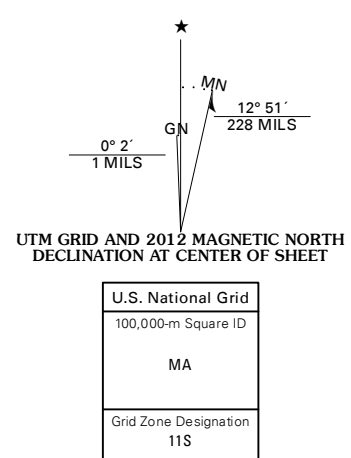 ★
MN
GN
12° 51´
228 MILS
0° 2´
1 MILS
UTM GRID AND 2012 MAGNETIC NORTH
DECLINATION AT CENTER OF SHEET
U.S. National Grid
100,000-m Square ID
MA
Grid Zone Designation
11S